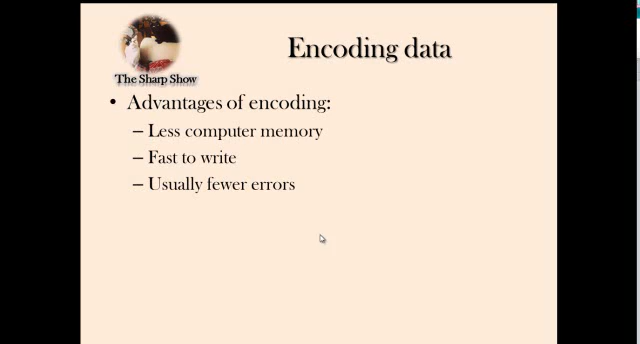 Encoding data
The Sharp Show
• Advantages of encoding:
– Less computer memory
– Fast to write
– Usually fewer errors